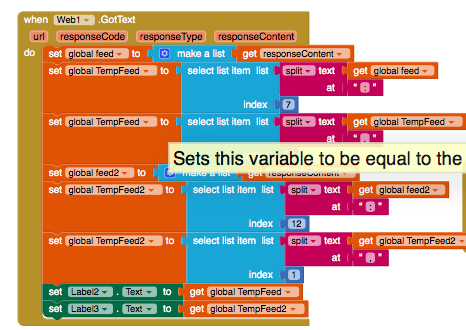 when Web1 .GotText
url responseCode responseType responseContent
do set global feed to make a list get responseContent
set global TempFeed to select list item list split text get global feed
at " : "
index 7
set global TempFeed to select list item list split text get global TempFeed
at " , "
Sets this variable to be equal to the
set global feed2 to make a list get responseContent
set global TempFeed2 to select list item list split text get global feed2
at " : "
index 12
set global TempFeed2 to select list item list split text get global TempFeed2
at " , "
index 1
set Label2 . Text to get global TempFeed
set Label3 . Text to get global TempFeed2